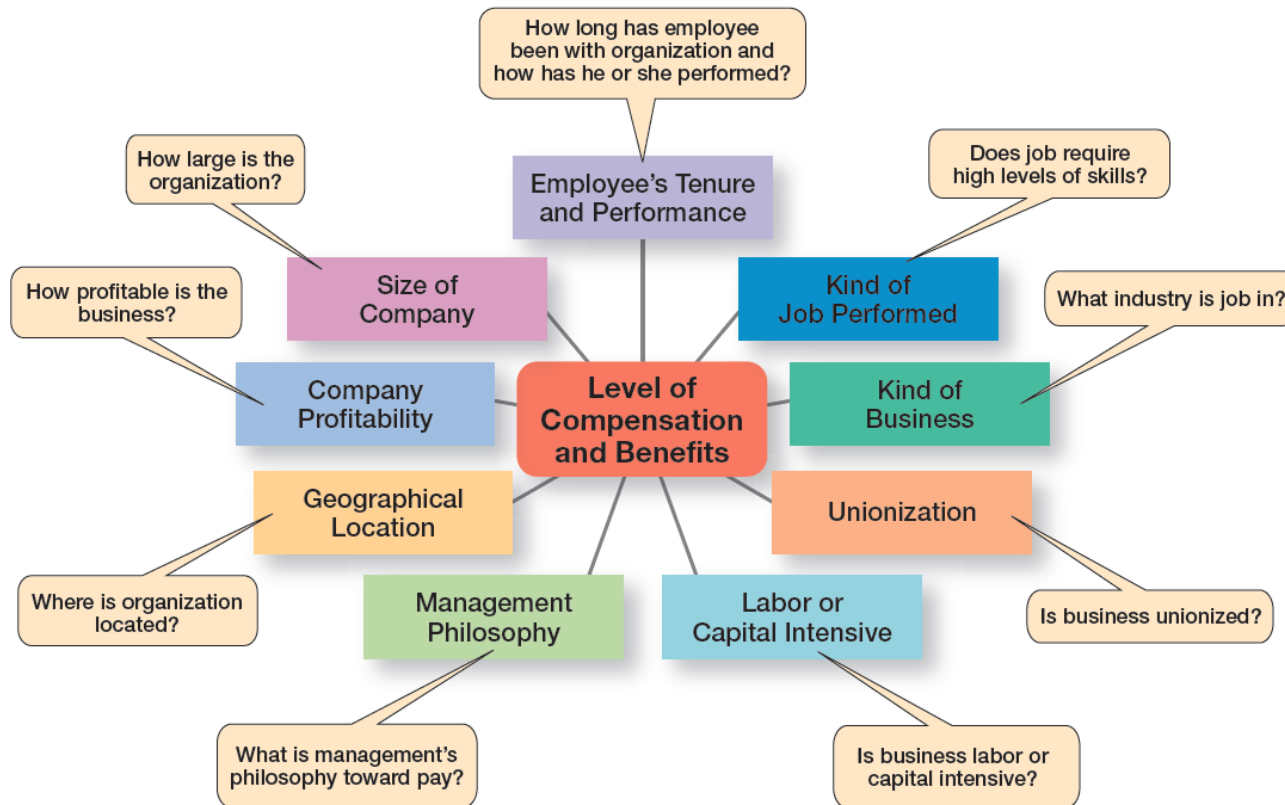 How long has employee
been with organization and
how has he or she performed?
How large is the
organization?
Does job require
high levels of skills?
Employee's Tenure
and Performance
Size of
Company
Kind of
Job Performed
How profitable is the
business?
What industry is job in?
Company
Profitability
Level of
Compensation
and Benefits
Kind of
Business
Geographical
Location
Unionization
Where is organization
located?
Management
Philosophy
Labor or
Capital Intensive
Is business unionized?
What is management's
philosophy toward pay?
Is business labor or
capital intensive?